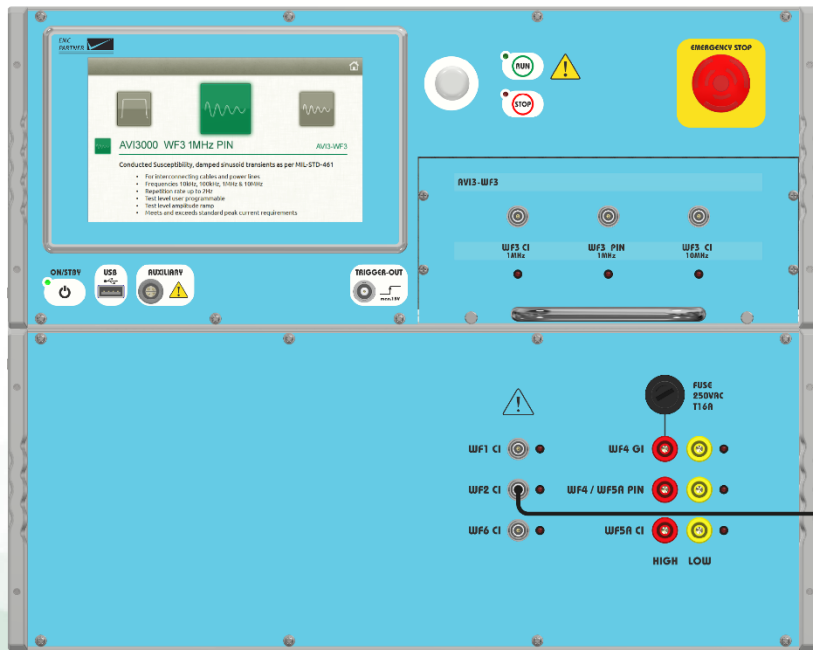 EMC
PARTNER
AVI3000 WF3 1MHz PIN
AVI3-WF3
Conducted Susceptibility, damped sinusoid transients as per MIL-STD-461
• For interconnecting cables and power lines
• Frequencies 10kHz, 100kHz, 1MHz & 10MHz
• Repetition rate up to 2Hz
• Test level user programmable
• Test level amplitude ramp
• Meets and exceeds standard peak current requirements
RUN
STOP
EMERGENCY STOP
ON/STBY
USB
AUXILIARY
TRIGGER-OUT
max.15V
AVI3-WF3
WF3 CI
1MHz
WF3 PIN
1MHz
WF3 CI
10MHz
FUSE
250VAC
T16A
WF1 CI
WF4 GI
WF2 CI
WF4 / WF5A PIN
WF6 CI
WF5A CI
HIGH LOW